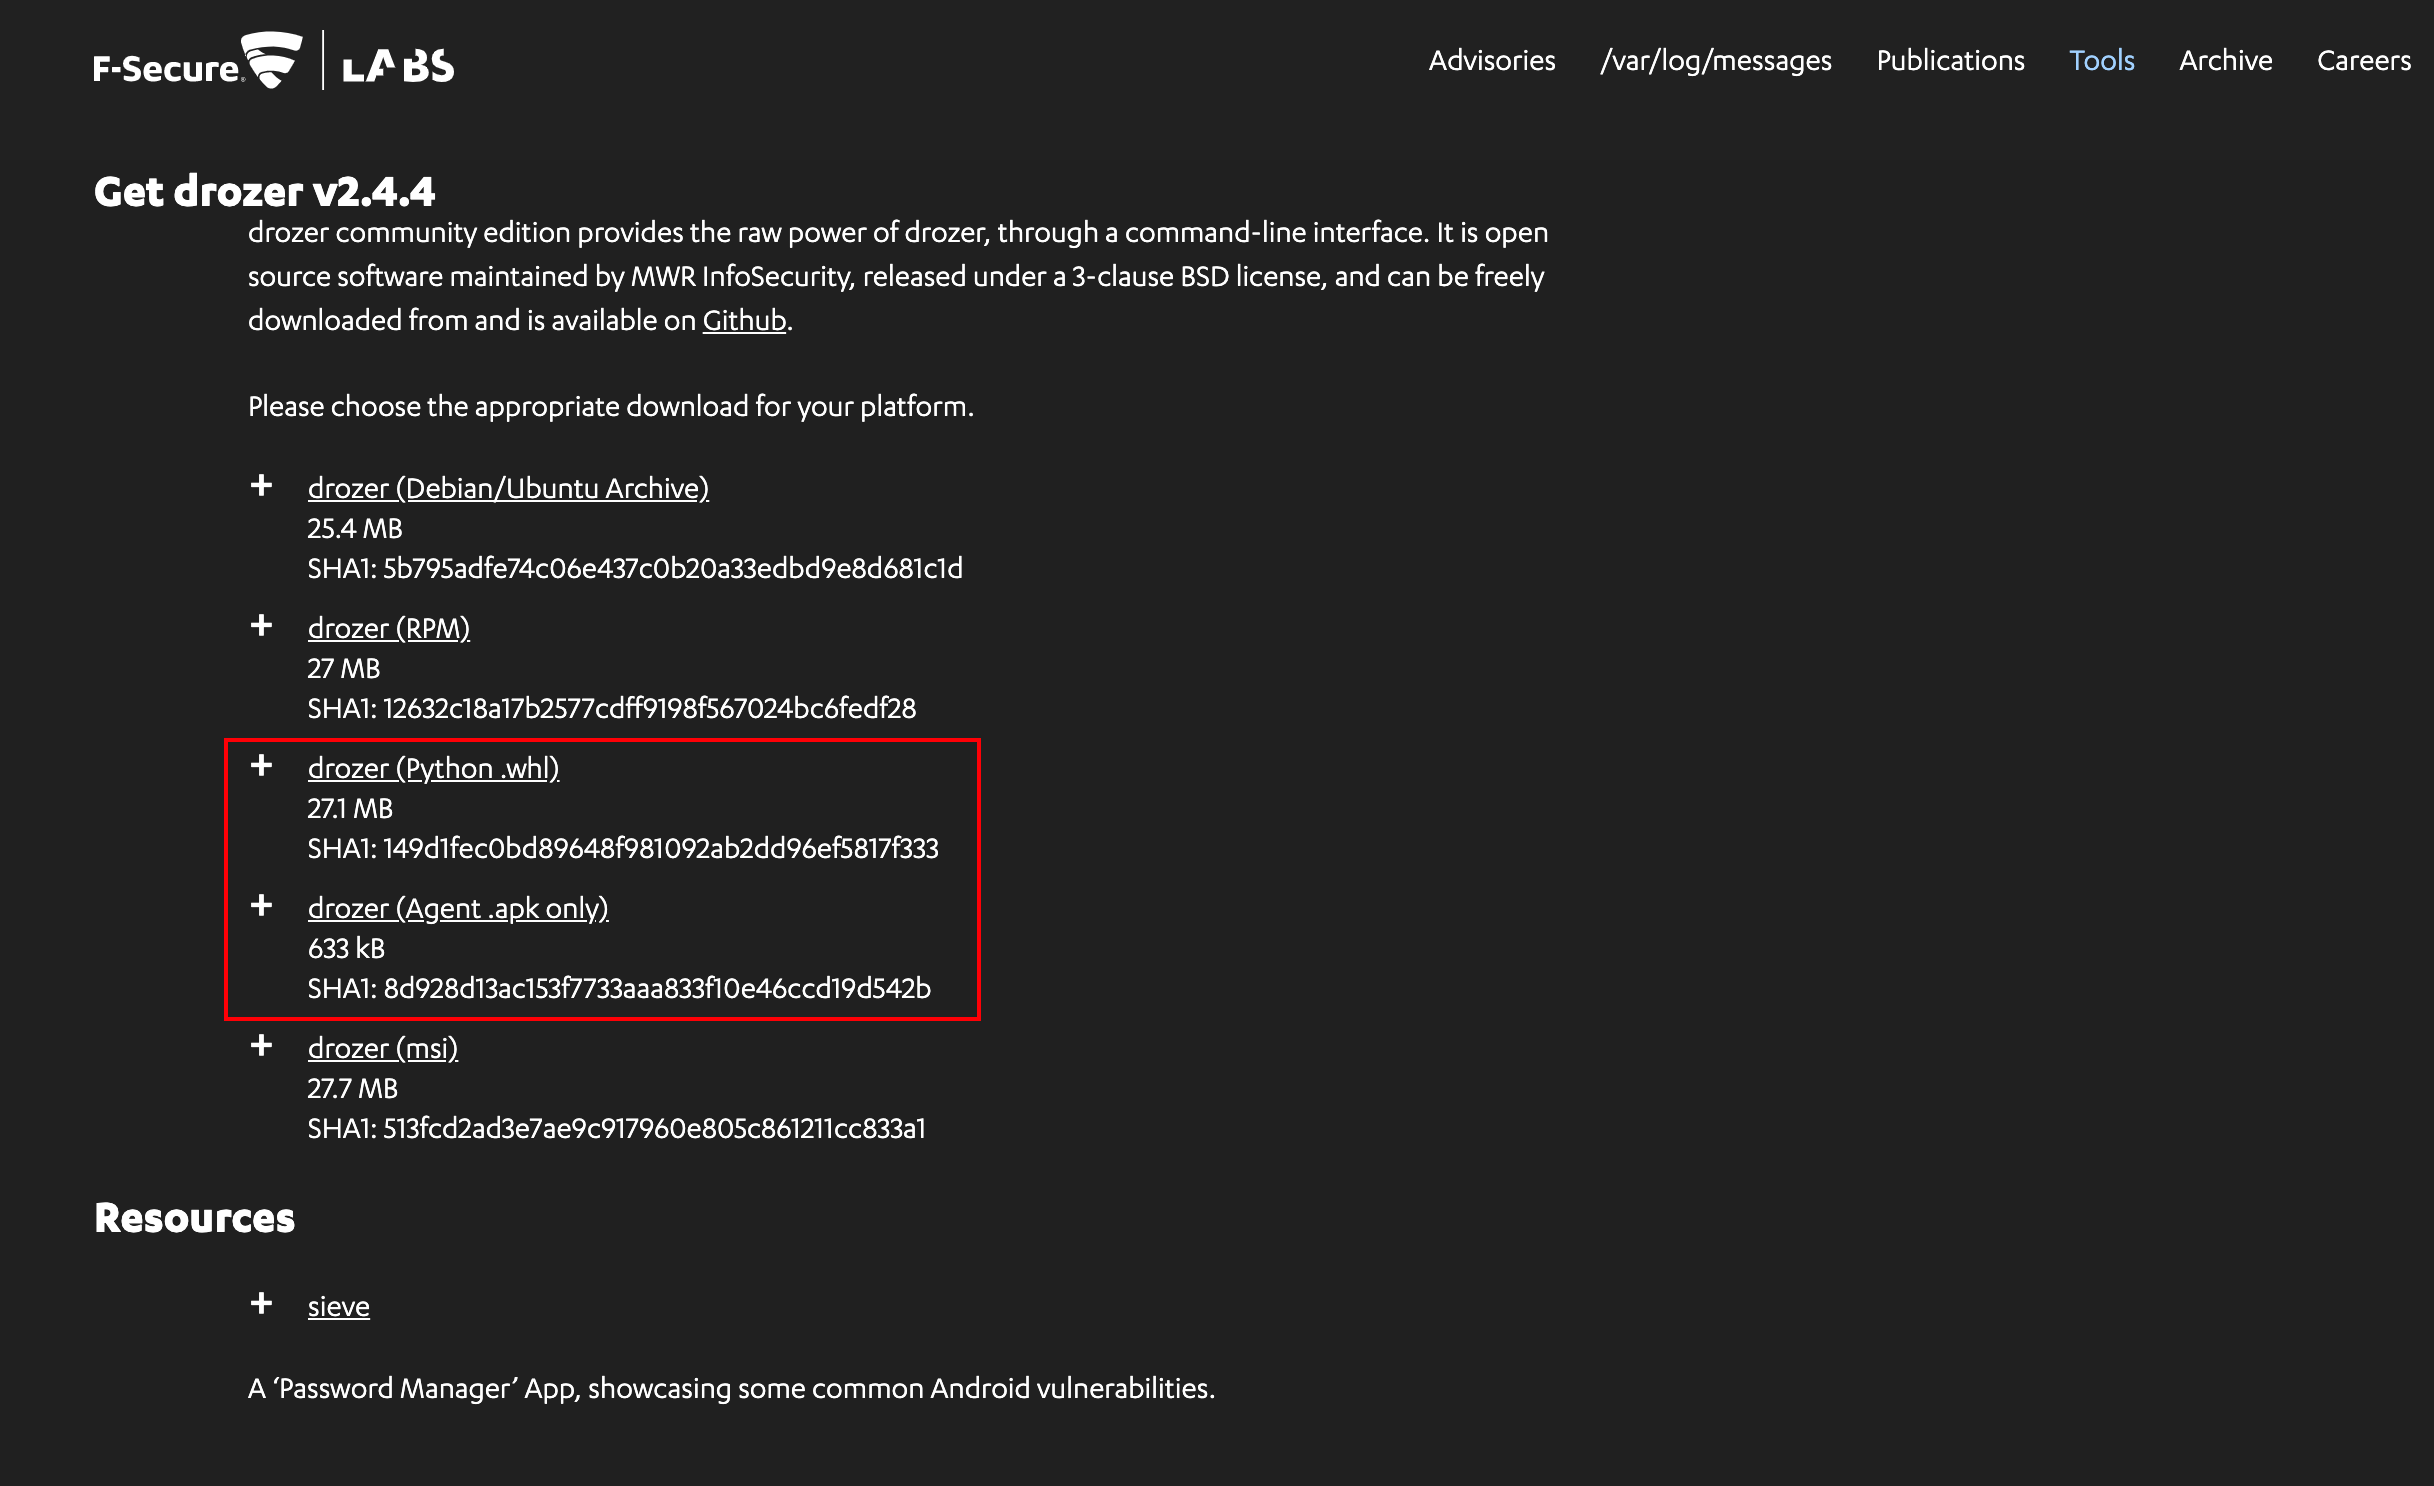 F-Secure. LABS
Advisories /var/log/messages Publications Tools Archive Careers
Get drozer v2.4.4
drozer community edition provides the raw power of drozer, through a command-line interface. It is open
source software maintained by MWR InfoSecurity, released under a 3-clause BSD license, and can be freely
downloaded from and is available on Github.
Please choose the appropriate download for your platform.
+ drozer (Debian/Ubuntu Archive)
25.4 MB
SHA1: 5b795adfe74c06e437c0b20a33edbd9e8d681c1d
+ drozer (RPM)
27 MB
SHA1: 12632c18a17b2577cdff9198f567024bc6fedf28
+ drozer (Python .whl)
27.1 MB
SHA1: 149d1fec0bd89648f981092ab2dd96ef5817f333
+ drozer (Agent .apk only)
633 kB
SHA1: 8d928d13ac153f7733aaa833f10e46ccd19d542b
+ drozer (msi)
27.7 MB
SHA1: 513fcd2ad3e7ae9c917960e805c861211cc833a1
Resources
+ sieve
A ‘Password Manager’ App, showcasing some common Android vulnerabilities.